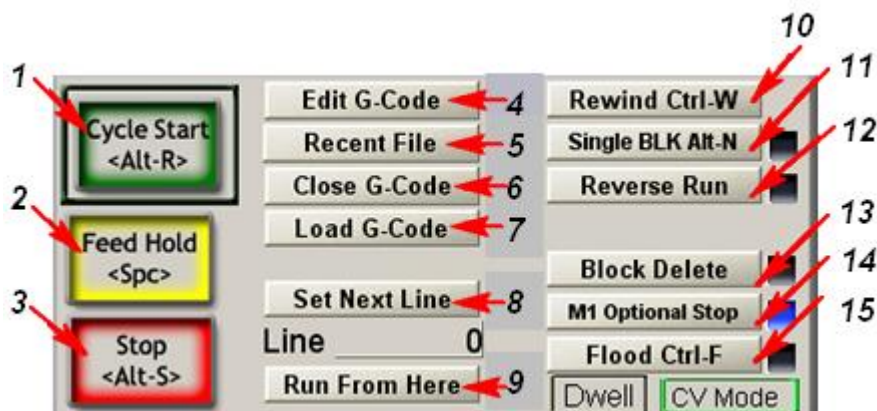 10
1
11
Edit G-Code
4
Rewind Ctrl-W
Cycle Start
<Alt-R>
Recent File
5
Single BLK Alt-N
12
Close G-Code
6
Reverse Run
2
Load G-Code
7
13
Feed Hold
<Spc>
Block Delete
14
Set Next Line
8
M1 Optional Stop
15
3
Line 0
Flood Ctrl-F
Stop
<Alt-S>
Run From Here
9
Dwell
CV Mode